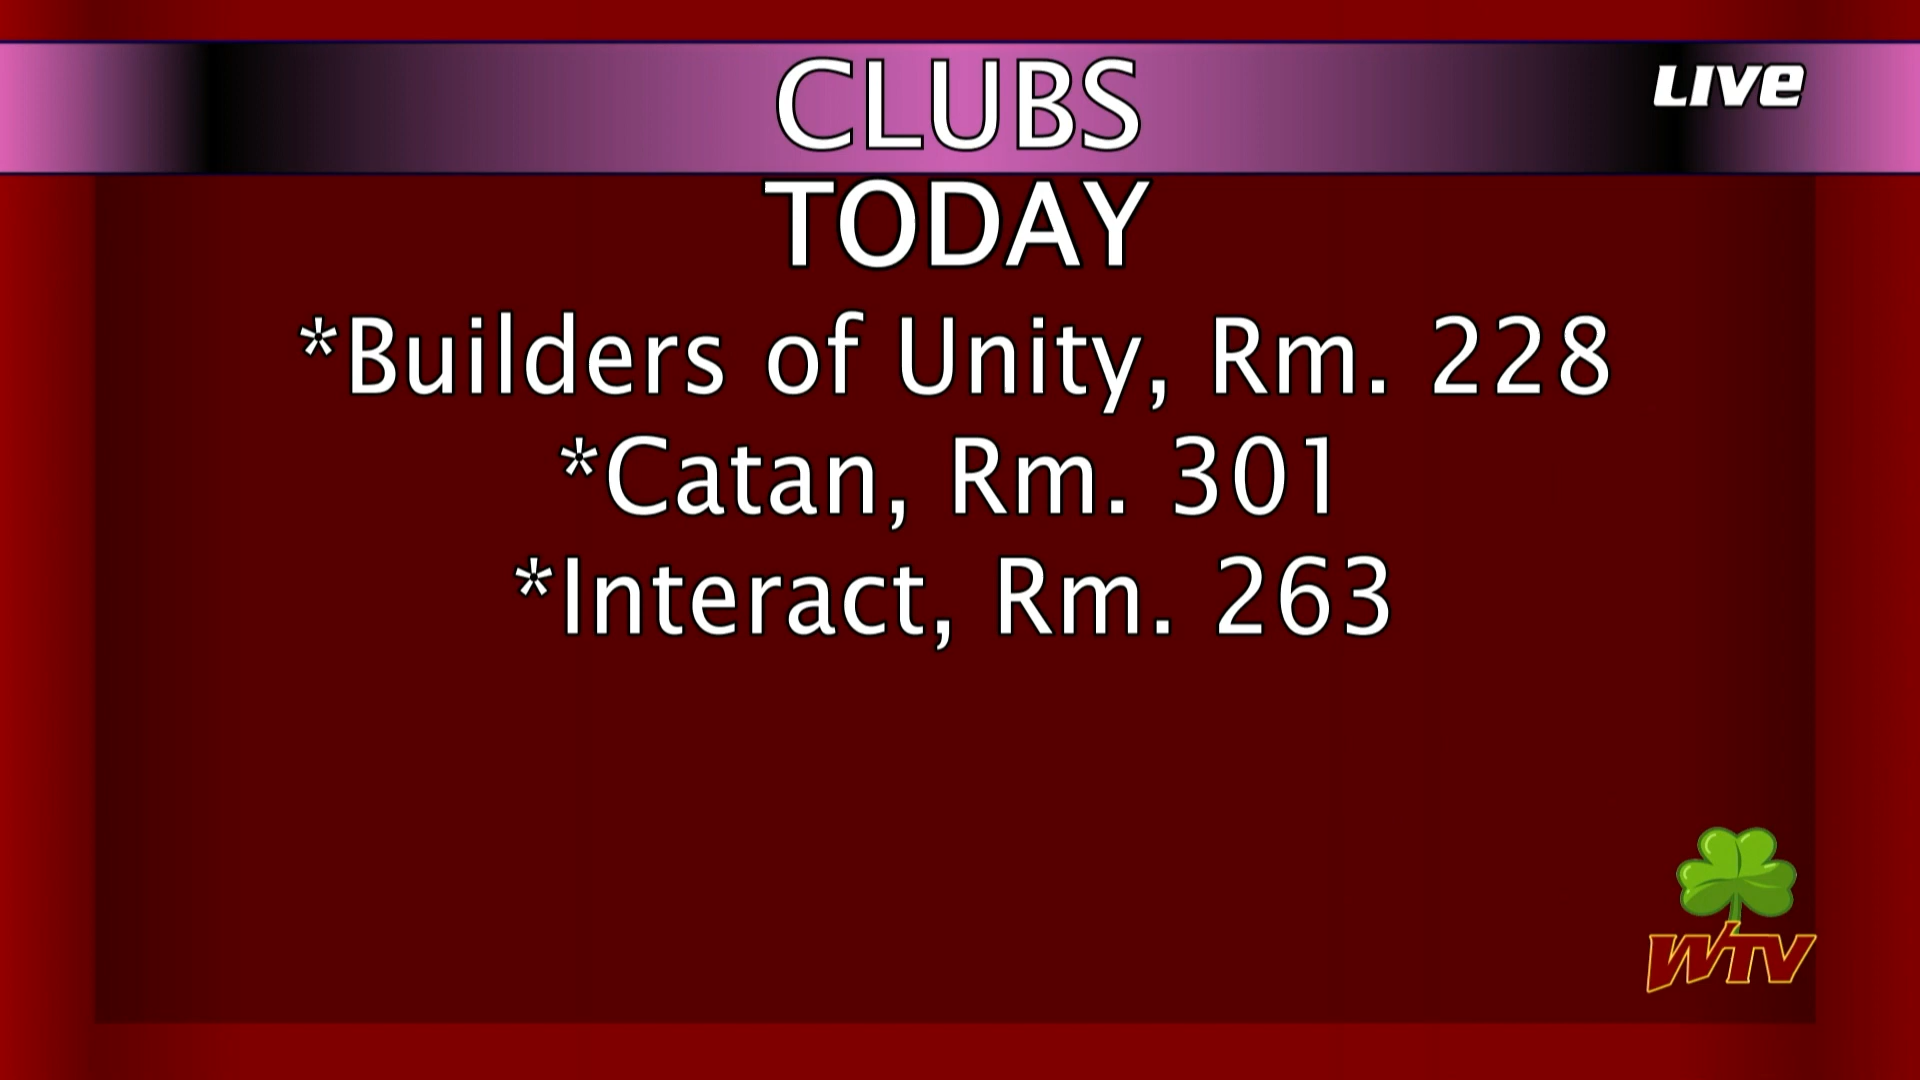 CLUBS
LIVe
TODAY
*Builders of Unity, Rm. 228
*Catan, Rm. 301
*Interact, Rm. 263
WTV